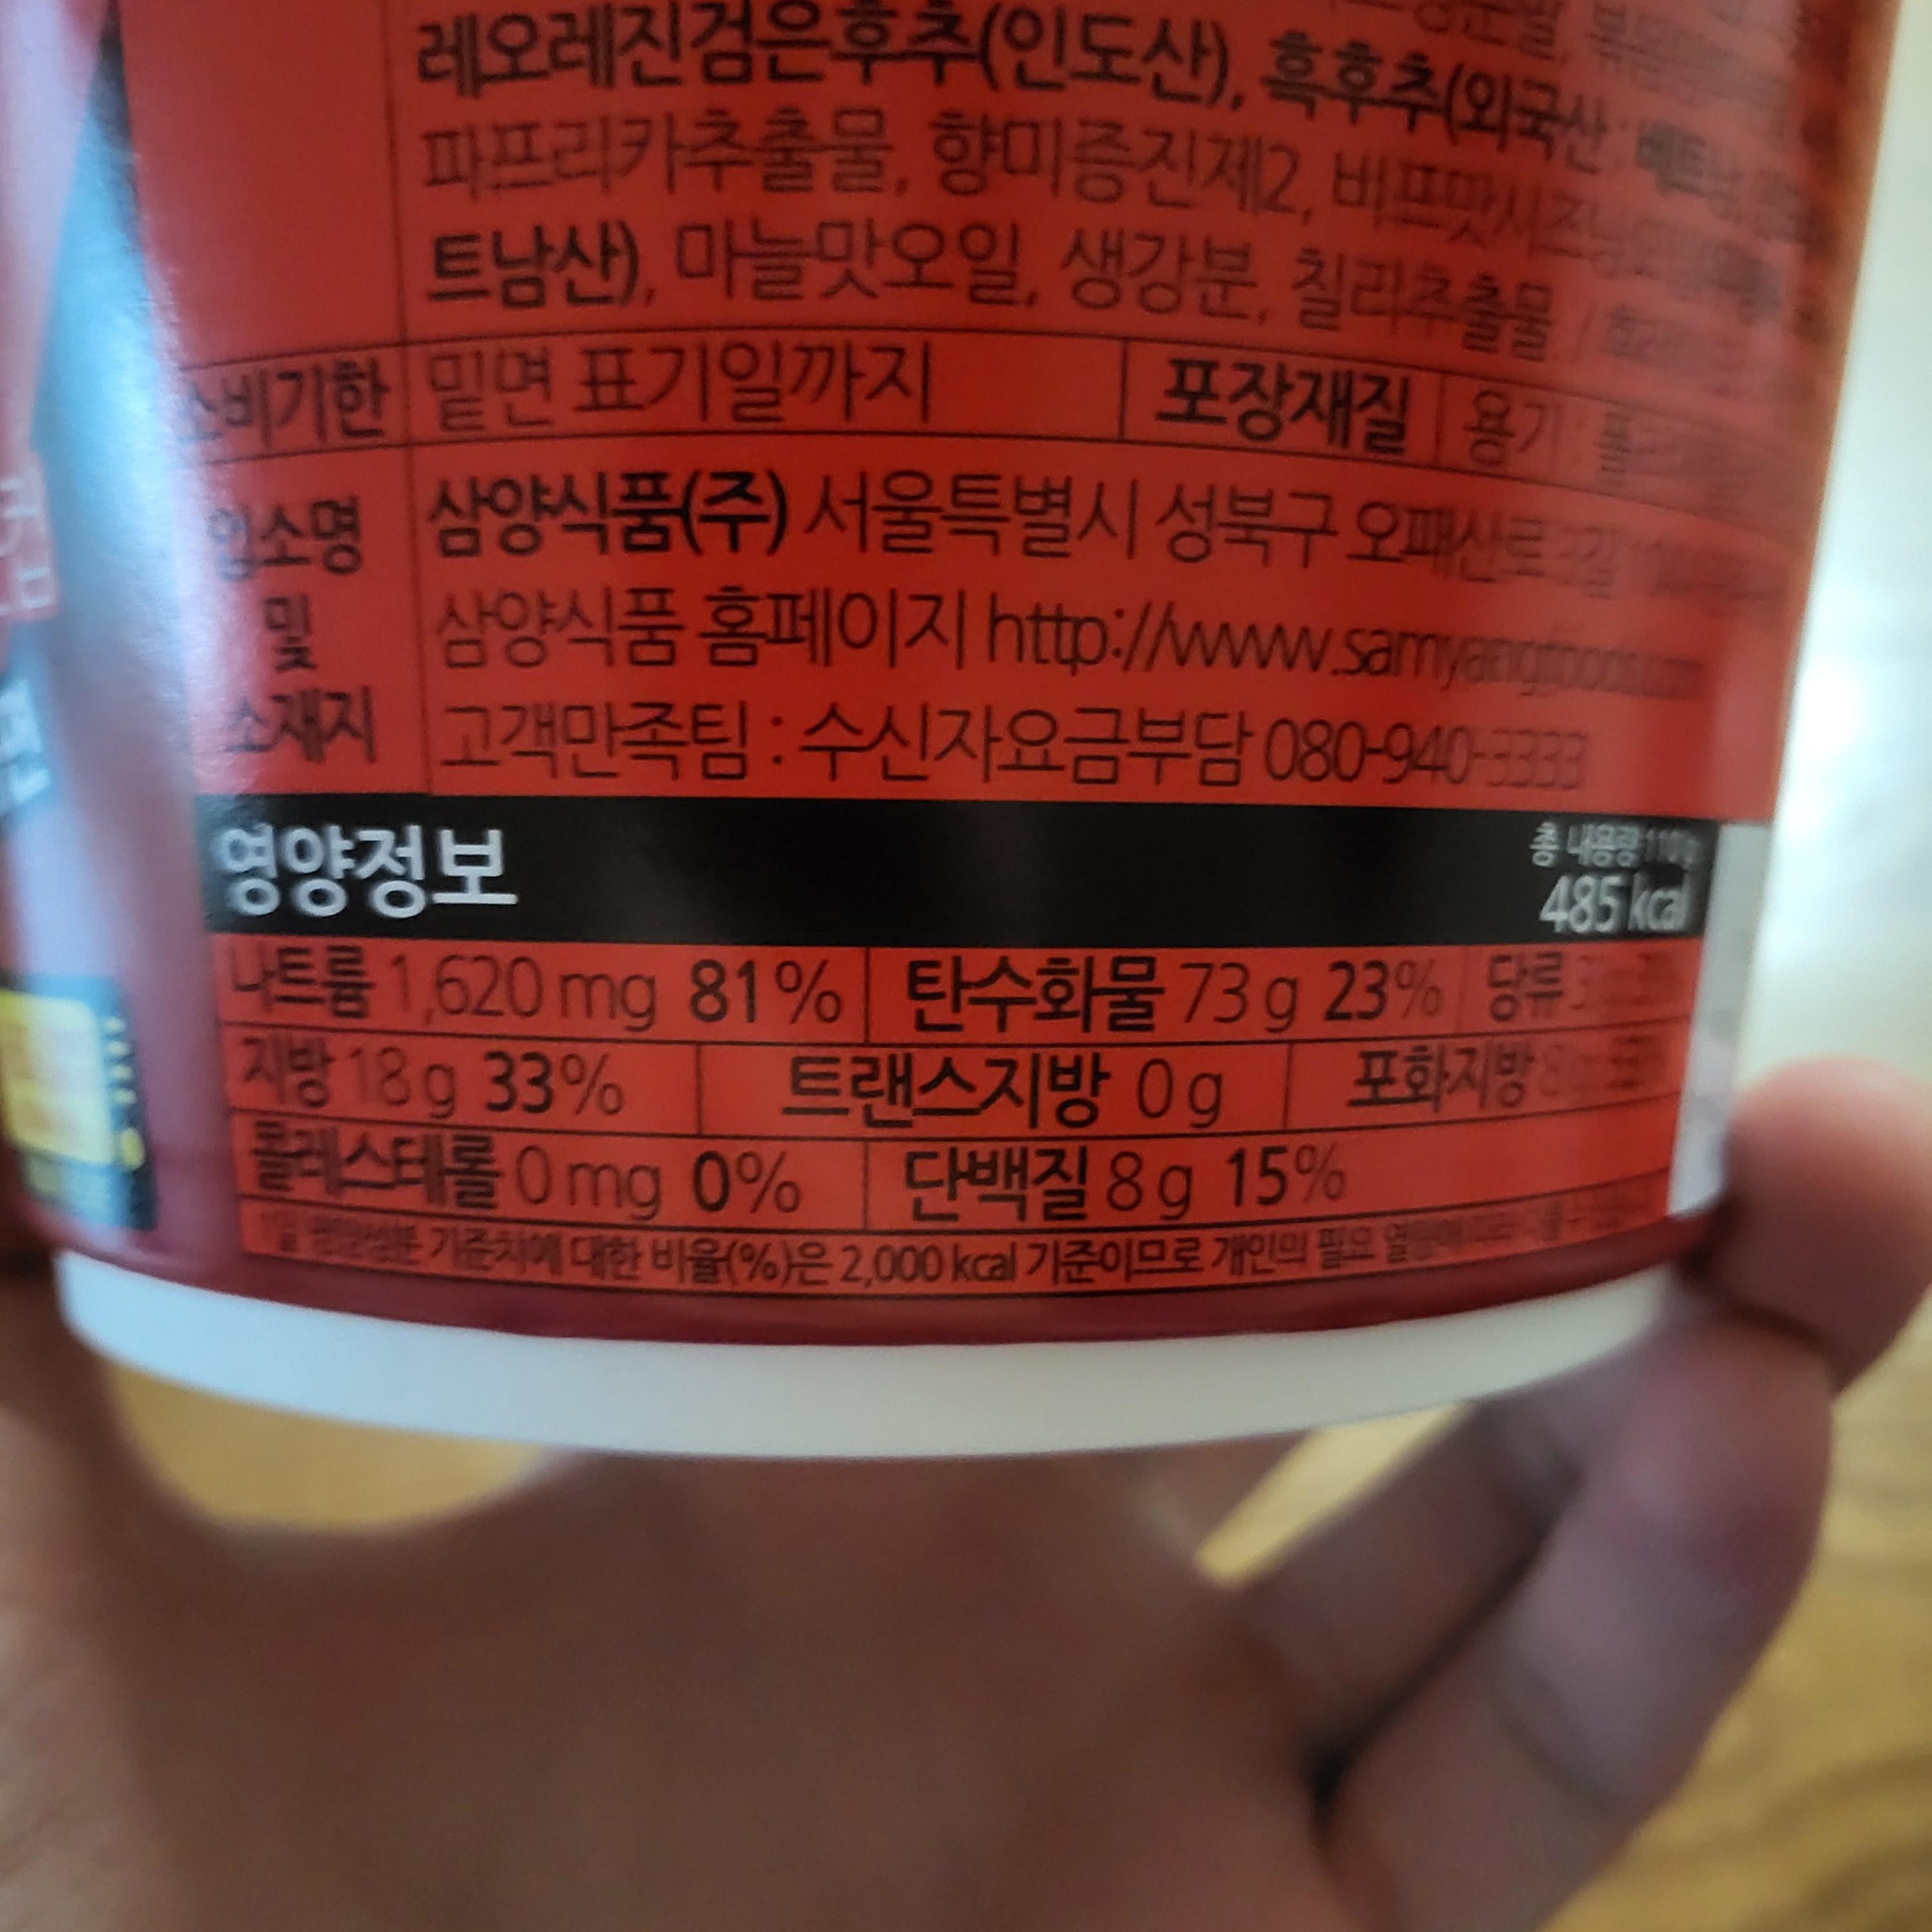 레오레진검은후추(인도산), 흑후추(외국산:베트남,
파프리카추출물, 향미증진제2, 비프맛시즈닝
트남산), 마늘맛오일, 생강분, 칠리추출물 /
소비기한 밑면 표기일까지 포장재질 용기 :
업소명 삼양식품(주) 서울특별시 성북구 오패산로3길
및 삼양식품 홈페이지 http://www.samyangfoods.com
소재지 고객만족팀 : 수신자요금부담 080-940-3333
영양정보 총 내용량 110g
485 kcal
나트륨 1,620 mg 81% 탄수화물 73 g 23% 당류
지방 18 g 33% 트랜스지방 0 g 포화지방
콜레스테롤 0 mg 0% 단백질 8 g 15%
1일 영양성분 기준치에 대한 비율(%)은 2,000 kcal 기준이므로 개인의 필요 열량에